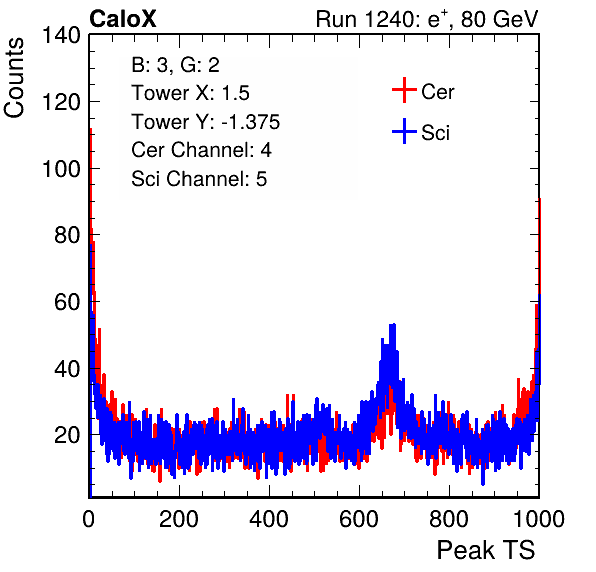 CaloX Run 1240: e⁺, 80 GeV
Counts
140
120
100
80
60
40
20
B: 3, G: 2
Tower X: 1.5
Tower Y: -1.375
Cer Channel: 4
Sci Channel: 5
Cer
Sci
0 200 400 600 800 1000
Peak TS